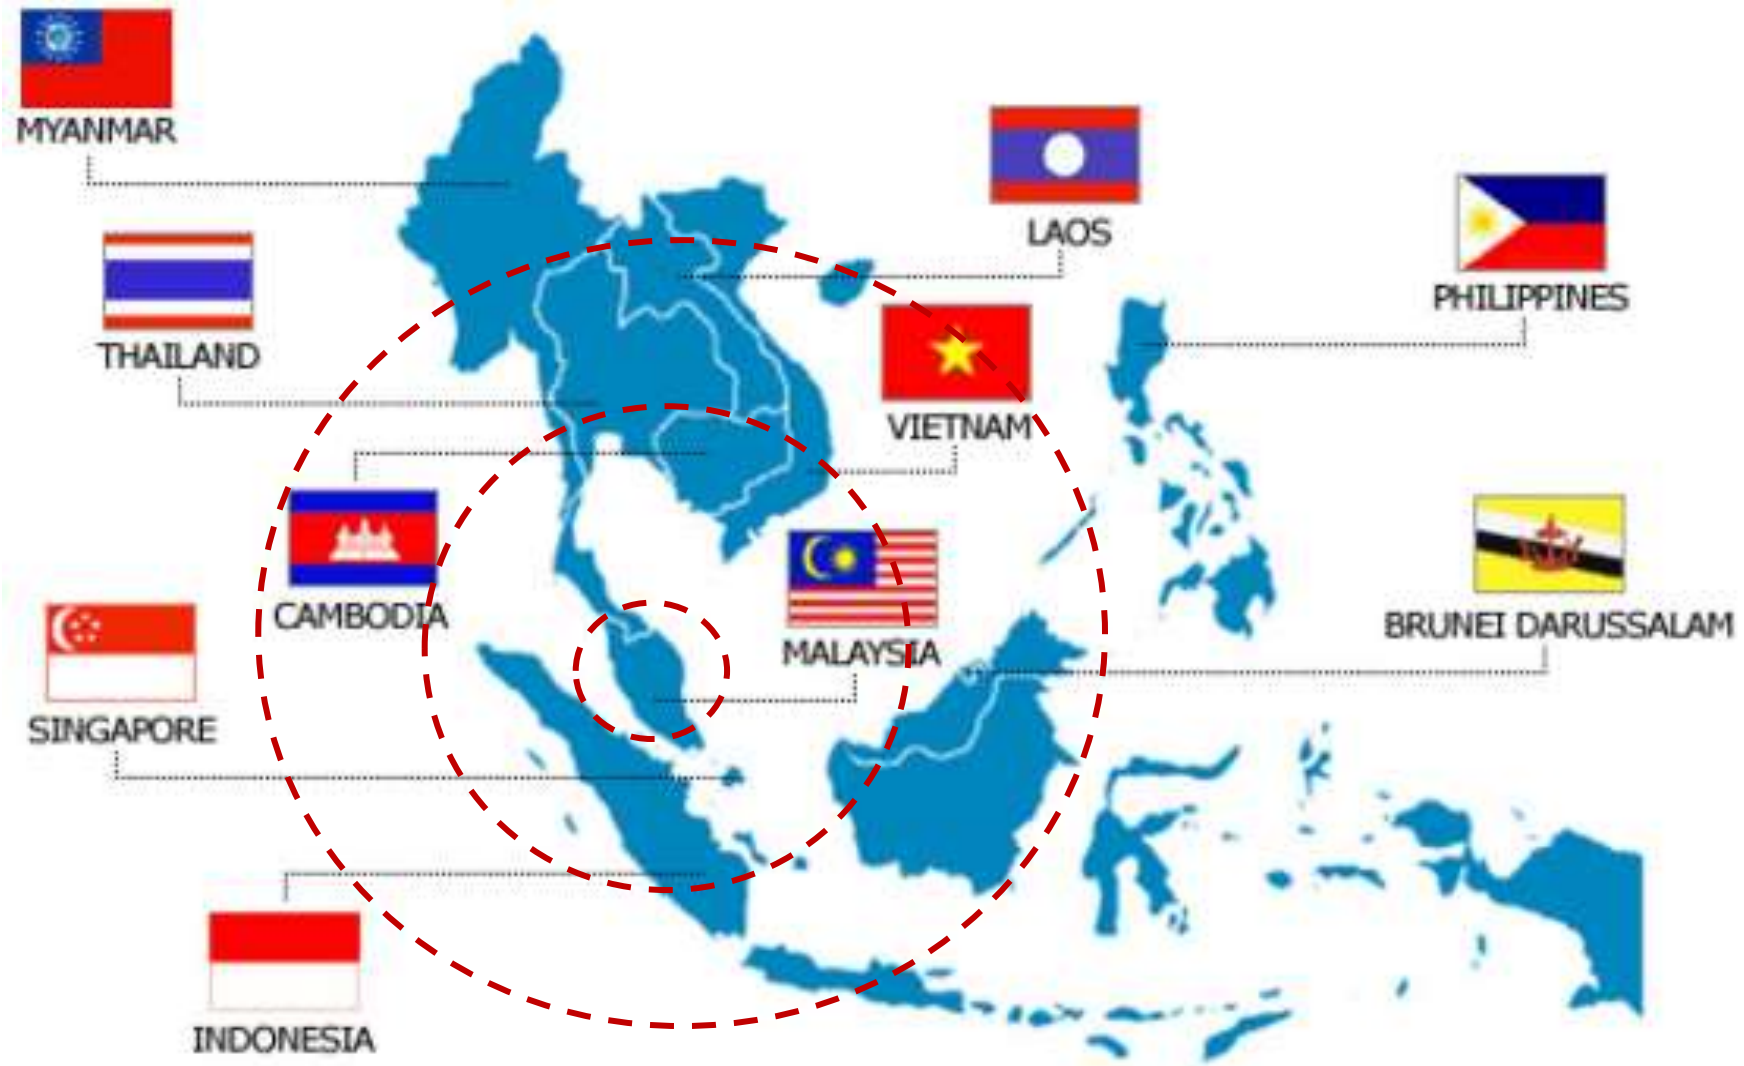 MYANMAR
LAOS
THAILAND
PHILIPPINES
VIETNAM
CAMBODIA
MALAYSIA
BRUNEI DARUSSALAM
SINGAPORE
INDONESIA